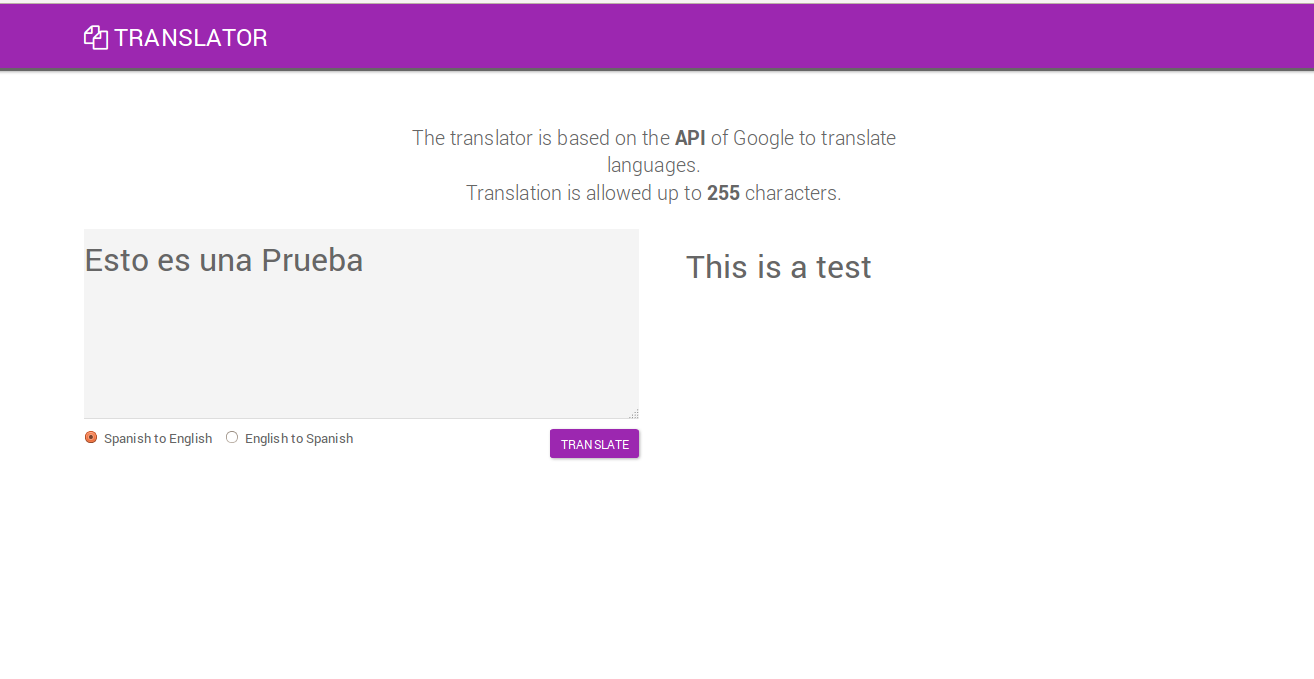 TRANSLATOR
The translator is based on the API of Google to translate
languages.
Translation is allowed up to 255 characters.
Esto es una Prueba
This is a test
Spanish to English
English to Spanish
TRANSLATE